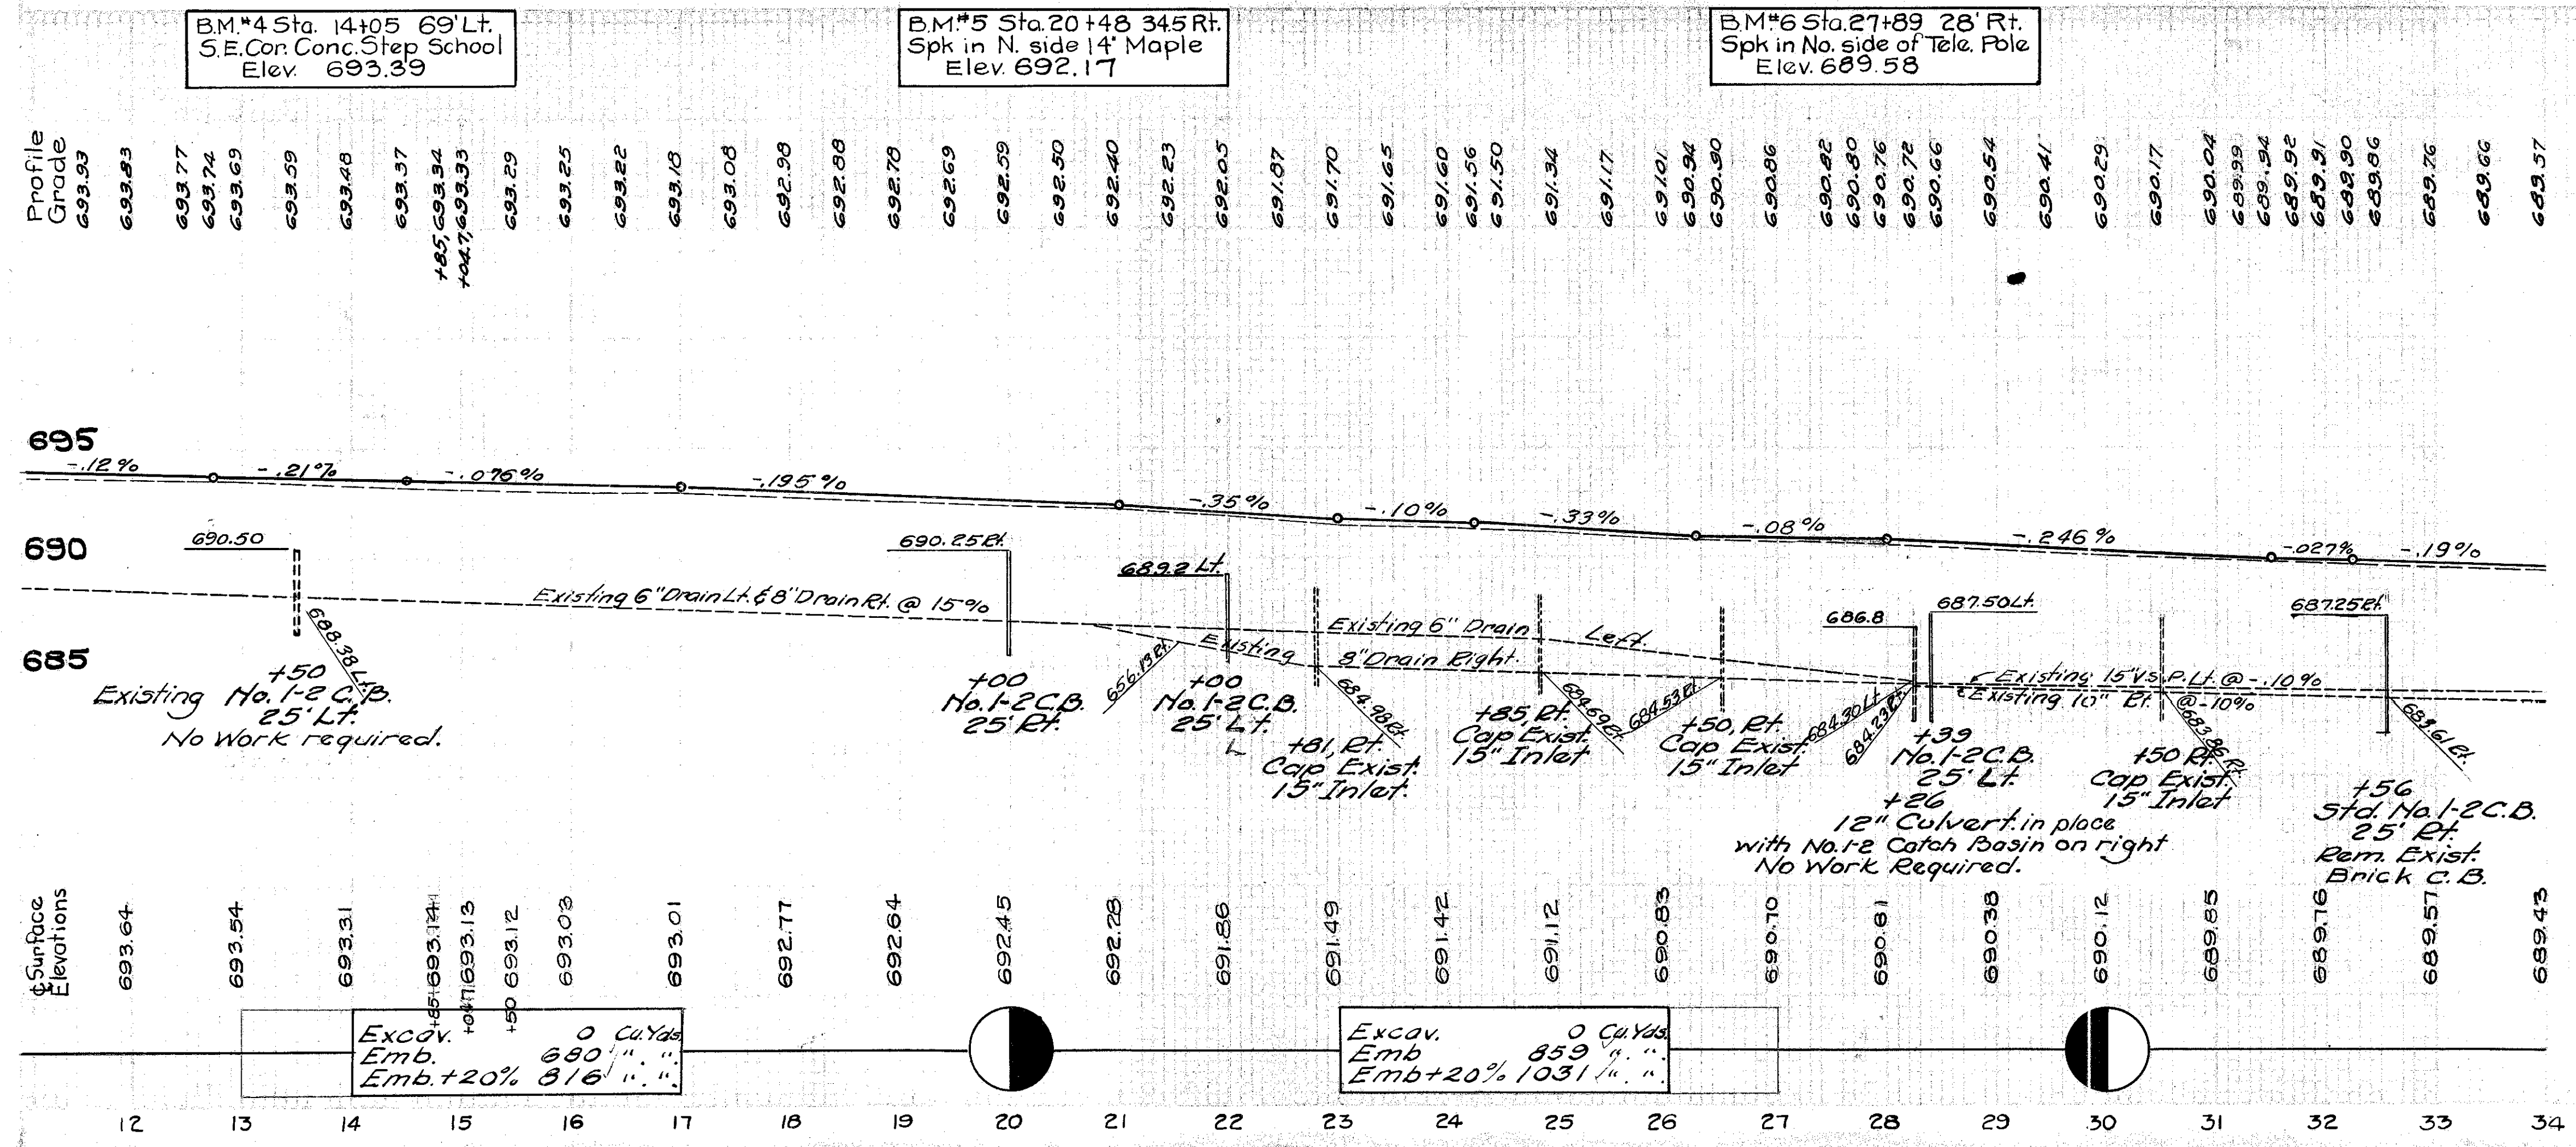 B.M.#4 Sta. 14+05 69' Lt.
S.E. Cor. Conc. Step School
Elev. 693.39
B.M.#5 Sta. 20+48 34.5 Rt.
Spk in N. side 14" Maple
Elev. 692.17
B.M.#6 Sta. 27+89 28' Rt.
Spk in No. side of Tele. Pole
Elev. 689.58
Profile
Grade
693.93
693.83
693.77
693.74
693.69
693.59
693.48
693.37
+85, 693.34
+04.7, 693.33
693.29
693.25
693.22
693.18
693.08
692.98
692.88
692.78
692.69
692.59
692.50
692.40
692.23
692.05
691.87
691.70
691.65
691.60
691.56
691.50
691.34
691.17
691.01
690.94
690.90
690.86
690.82
690.80
690.76
690.72
690.66
690.54
690.41
690.29
690.17
690.04
689.99
689.94
689.92
689.91
689.90
689.86
689.76
689.66
689.57
695
-.12%
-.21%
-.076%
-.195%
-.35%
-.10%
-.33%
-.08%
-.246%
-.027%
-.19%
690
690.50
690.25 Rt.
689.2 Lt.
686.8
687.50 Lt.
687.25 Rt.
Existing 6" Drain Lt. & 8" Drain Rt. @ 15%
Existing 6" Drain Left.
Existing 8" Drain Right.
Existing 15" V.S.P. Lt. @ -.10%
Existing 10" Rt. @ -10%
685
688.38 Lt.
656.13 Rt.
684.98 Rt.
684.69 Rt.
684.53 Rt.
684.30 Lt.
684.23 Rt.
683.86 Rt.
683.61 Rt.
+50
Existing No. 1-2 C.B.
25' Lt.
No Work required.
+00
No. 1-2 C.B.
25' Rt.
+00
No. 1-2 C.B.
25' Lt.
L
+81, Rt.
Cap Exist.
15" Inlet.
+85, Rt.
Cap Exist.
15" Inlet
+50, Rt.
Cap Exist.
15" Inlet
+39
No. 1-2 C.B.
25' Lt.
+26
12" Culvert in place
with No. 1-2 Catch Basin on right
No Work Required.
+50 Rt.
Cap Exist.
15" Inlet
+56
Std. No. 1-2 C.B.
25' Rt.
Rem. Exist.
Brick C.B.
℄ Surface
Elevations
693.64
693.54
693.31
+85 693.14
+04.7 693.13
+50 693.12
693.03
693.01
692.77
692.64
692.45
692.28
691.86
691.49
691.42
691.12
690.83
690.70
690.81
690.38
690.12
689.85
689.76
689.57
689.43
Excav. 0 Cu. Yds.
Emb. 680 " "
Emb. +20% 816 " "
Excav. 0 Cu. Yds.
Emb 859 " "
Emb +20% 1031 " "
12 13 14 15 16 17 18 19 20 21 22 23 24 25 26 27 28 29 30 31 32 33 34